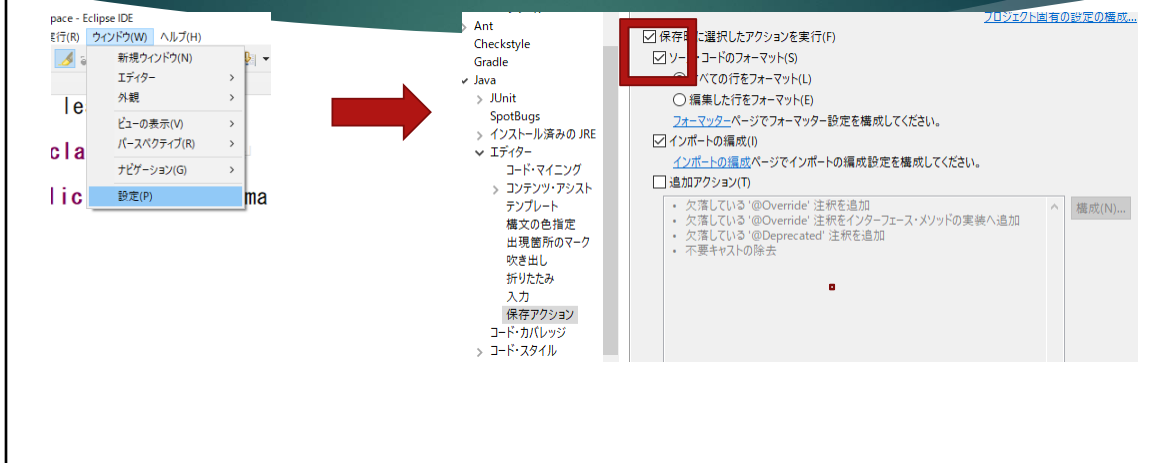 pace - Eclipse IDE
実行(R) ウィンドウ(W) ヘルプ(H)
新規ウィンドウ(N)
エディター
外観
ビューの表示(V)
パースペクティブ(R)
ナビゲーション(G)
設定(P)
le
cla
lic
ma
Ant
Checkstyle
Gradle
Java
JUnit
SpotBugs
インストール済みの JRE
エディター
コード・マイニング
コンテンツ・アシスト
テンプレート
構文の色指定
出現箇所のマーク
吹き出し
折りたたみ
入力
保存アクション
コード・カバレッジ
コード・スタイル
プロジェクト固有の設定の構成...
保存時に選択したアクションを実行(F)
ソース・コードのフォーマット(S)
すべての行をフォーマット(L)
編集した行をフォーマット(E)
フォーマッターページでフォーマッター設定を構成してください。
インポートの編成(I)
インポートの編成ページでインポートの編成設定を構成してください。
追加アクション(T)
• 欠落している '@Override' 注釈を追加
• 欠落している '@Override' 注釈をインターフェース・メソッドの実装へ追加
• 欠落している '@Deprecated' 注釈を追加
• 不要キャストの除去
構成(N)...